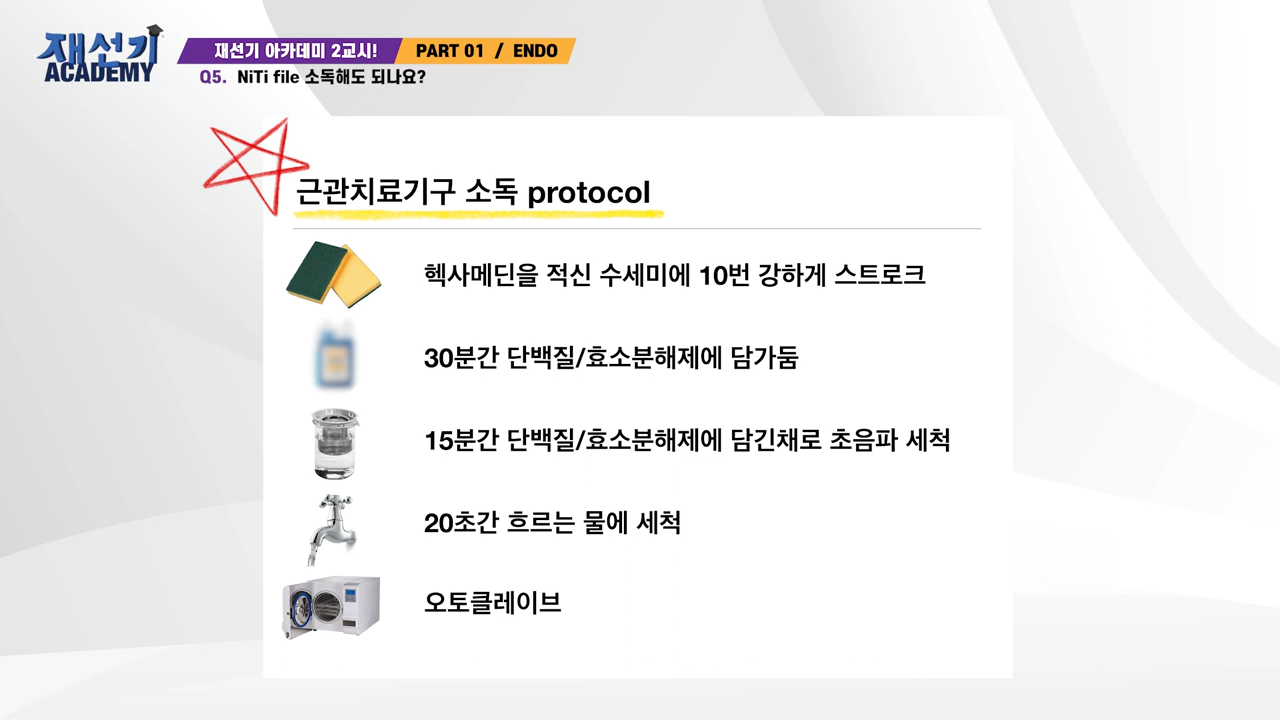 재선기
ACADEMY
재선기 아카데미 2교시!
PART 01 / ENDO
Q5. NiTi file 소독해도 되나요?
근관치료기구 소독 protocol
헥사메딘을 적신 수세미에 10번 강하게 스트로크
30분간 단백질/효소분해제에 담가둠
15분간 단백질/효소분해제에 담긴채로 초음파 세척
20초간 흐르는 물에 세척
오토클레이브